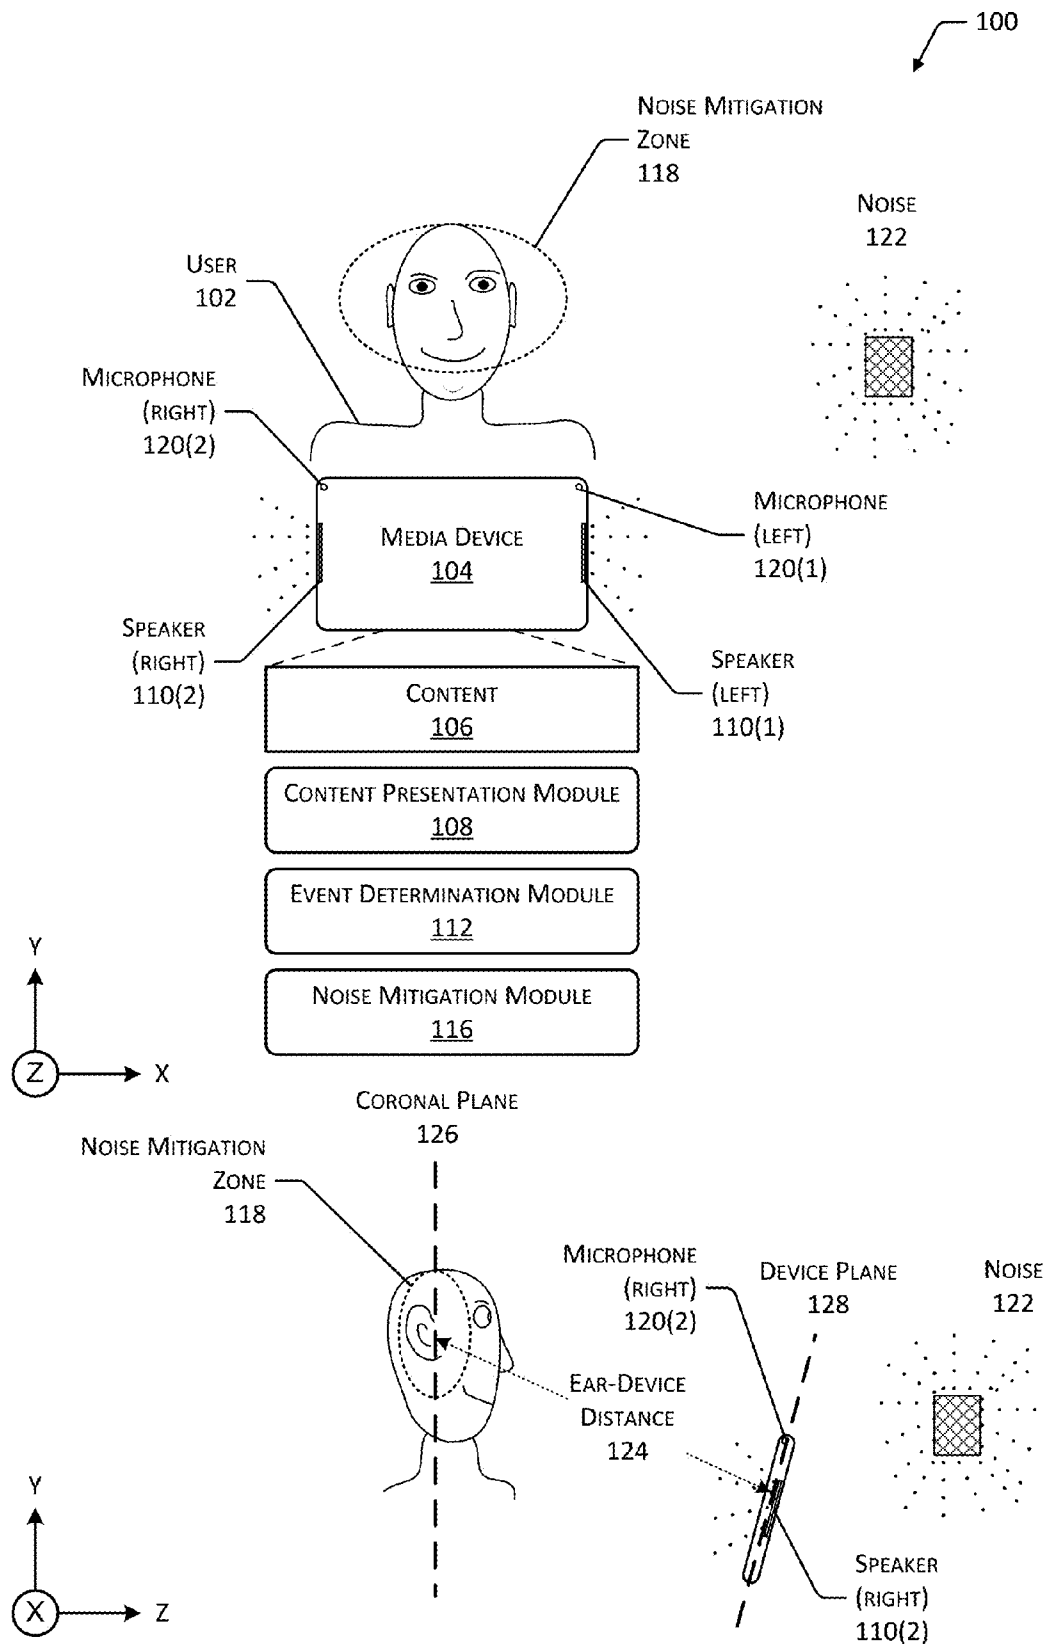 100
Noise Mitigation
Zone
118
Noise
122
User
102
Microphone
(right)
120(2)
Media Device
104
Microphone
(left)
120(1)
Speaker
(right)
110(2)
Speaker
(left)
110(1)
Content
106
Content Presentation Module
108
Event Determination Module
112
Noise Mitigation Module
116
Y
Z
X
Coronal Plane
126
Noise Mitigation
Zone
118
Microphone
(right)
120(2)
Device Plane
128
Noise
122
Ear-Device
Distance
124
Y
X
Z
Speaker
(right)
110(2)